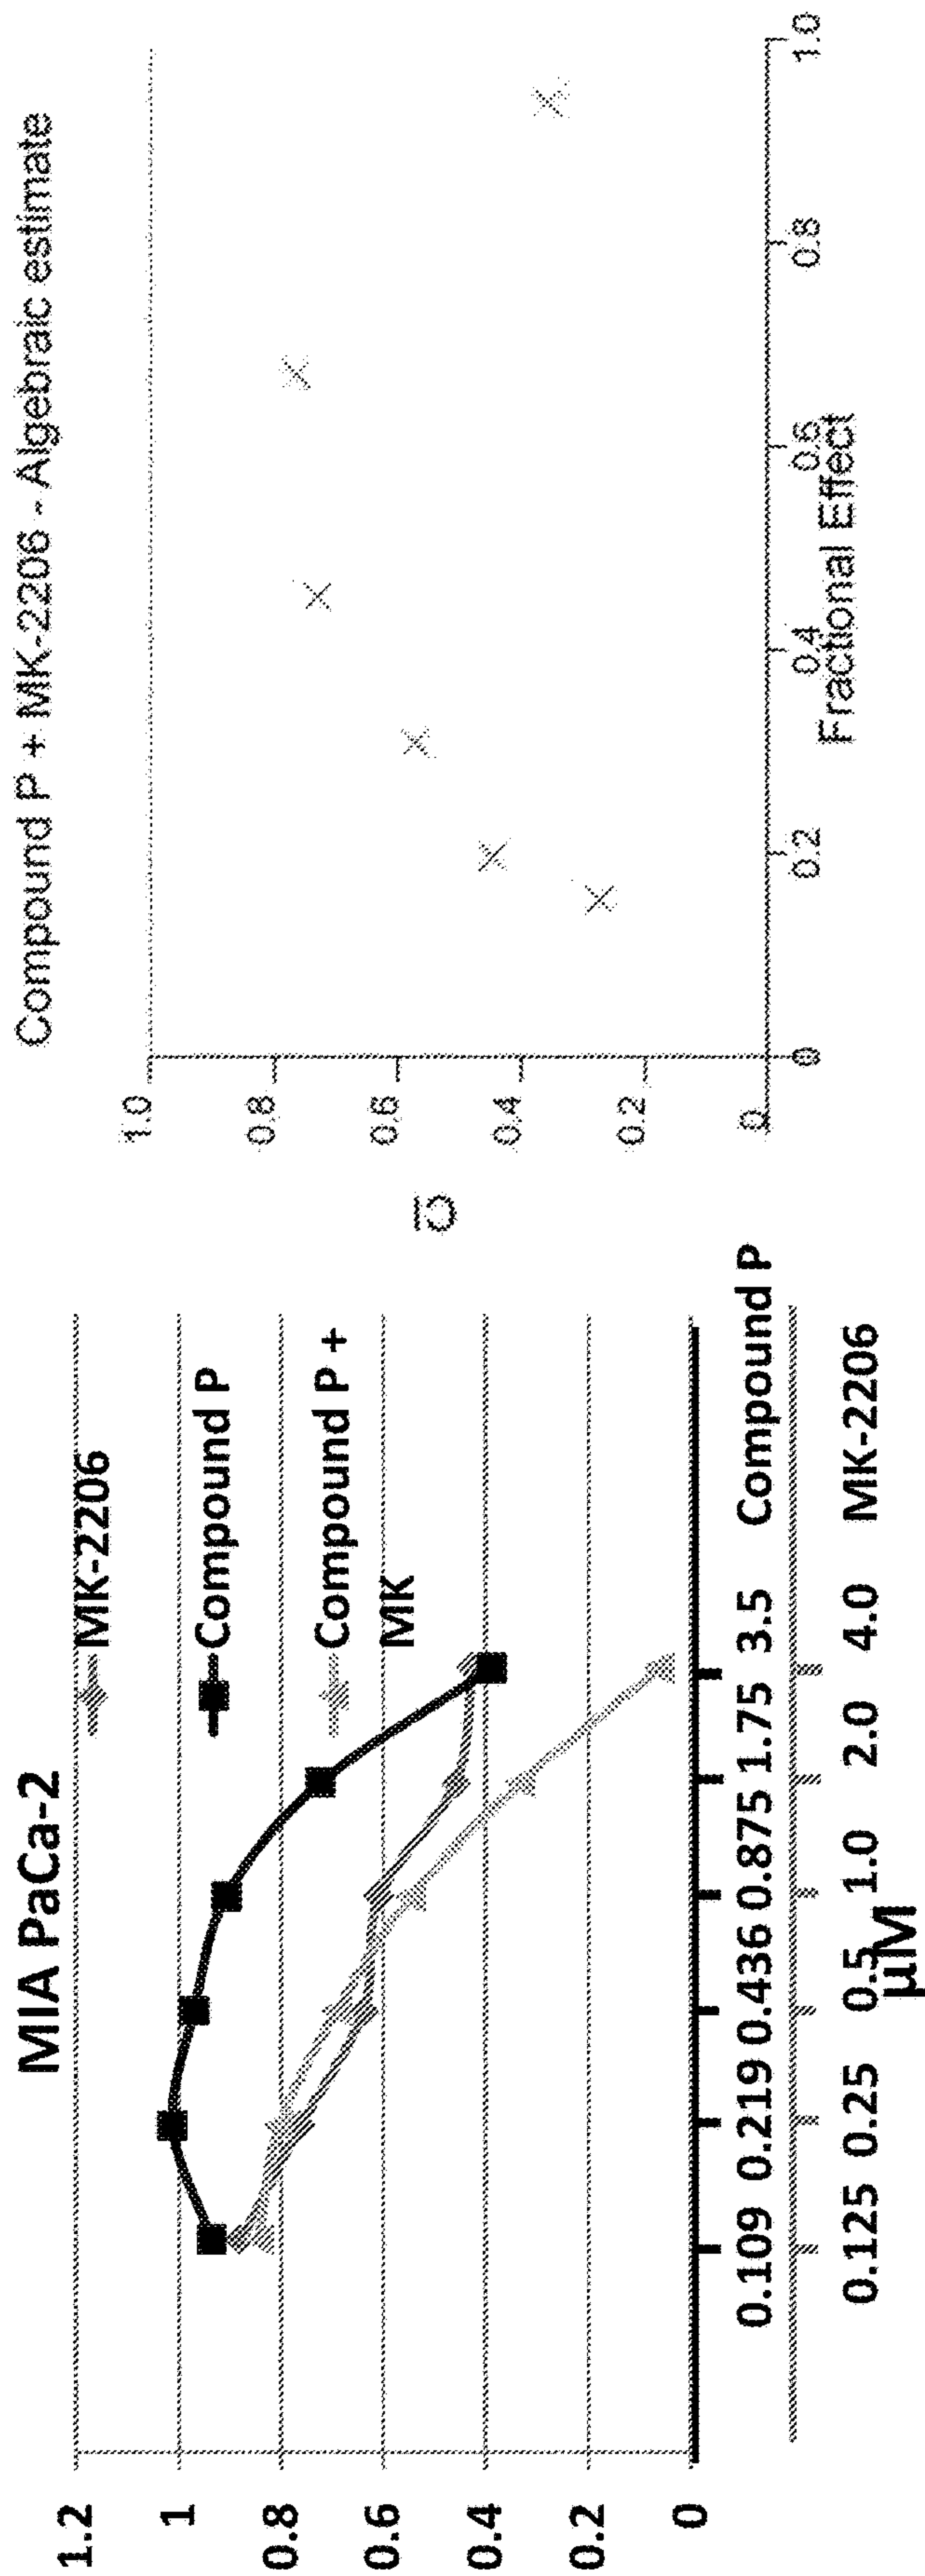 MIA PaCa-2
1.2
1
0.8
0.6
0.4
0.2
0
MK-2206
Compound P
Compound P +
MK
0.109 0.219 0.436 0.875 1.75 3.5 Compound P
0.125 0.25 0.5 1.0 2.0 4.0 MK-2206
µM
Compound P + MK-2206 - Algebraic estimate
1.0
0.8
0.6
0.4
0.2
0
CI
0 0.2 0.4 0.6 0.8 1.0
Fractional Effect